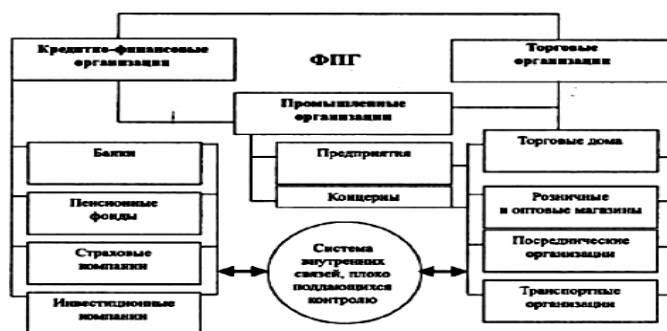 Кредитно-финансовые
организации
ФПГ
Торговые
организации
Промышленные
организации
Банки
Пенсионные
фонды
Страховые
компании
Инвестиционные
компании
Предприятия
Концерны
Система
внутренних
связей, плохо
поддающихся
контролю
Торговые дома
Розничные
и оптовые магазины
Посреднические
организации
Транспортные
организации